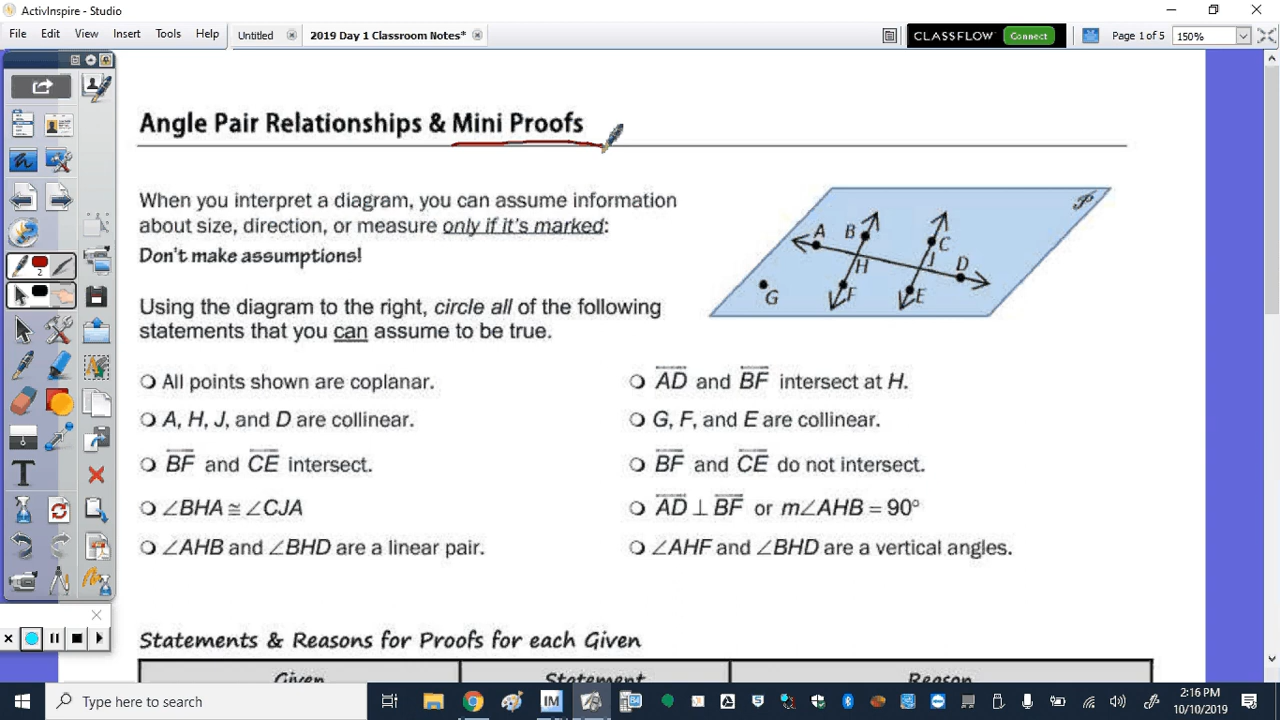 ActivInspire - Studio
File Edit View Insert Tools Help Untitled 2019 Day 1 Classroom Notes* CLASSFLOW Connect Page 1 of 5 150%
Angle Pair Relationships & Mini Proofs
When you interpret a diagram, you can assume information
about size, direction, or measure only if it's marked:
Don't make assumptions!
Using the diagram to the right, circle all of the following
statements that you can assume to be true.
P
A B C
H J D
G F E
All points shown are coplanar.
AD and BF intersect at H.
A, H, J, and D are collinear.
G, F, and E are collinear.
BF and CE intersect.
BF and CE do not intersect.
∠BHA ≅ ∠CJA
AD ⊥ BF or m∠AHB = 90°
∠AHB and ∠BHD are a linear pair.
∠AHF and ∠BHD are a vertical angles.
Statements & Reasons for Proofs for each Given
Given Statement Reason
2
T
Type here to search
IM
2:16 PM
10/10/2019